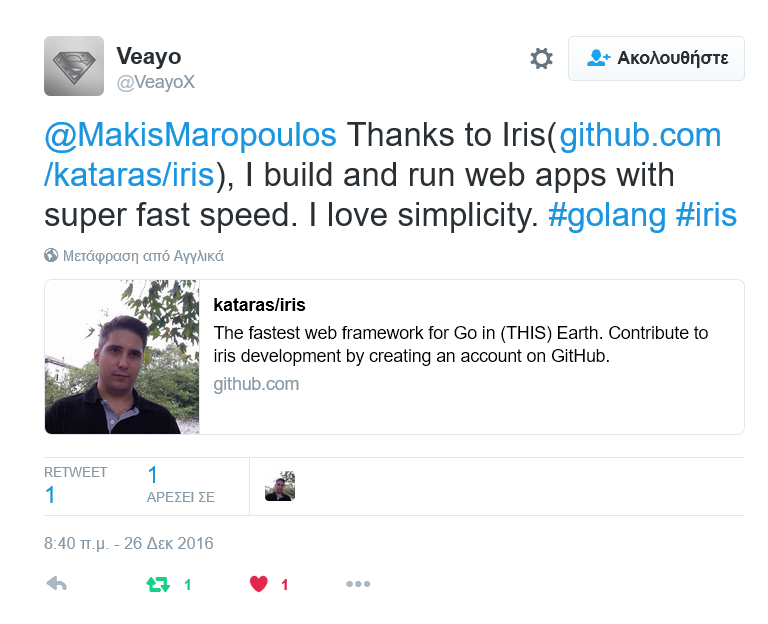 Veayo
@VeayoX
Ακολουθήστε
@MakisMaropoulos Thanks to Iris(github.com
/kataras/iris), I build and run web apps with
super fast speed. I love simplicity. #golang #iris
Μετάφραση από Αγγλικά
kataras/iris
The fastest web framework for Go in (THIS) Earth. Contribute to
iris development by creating an account on GitHub.
github.com
RETWEET
1
1
ΑΡΕΣΕΙ ΣΕ
8:40 π.μ. - 26 Δεκ 2016
1
1